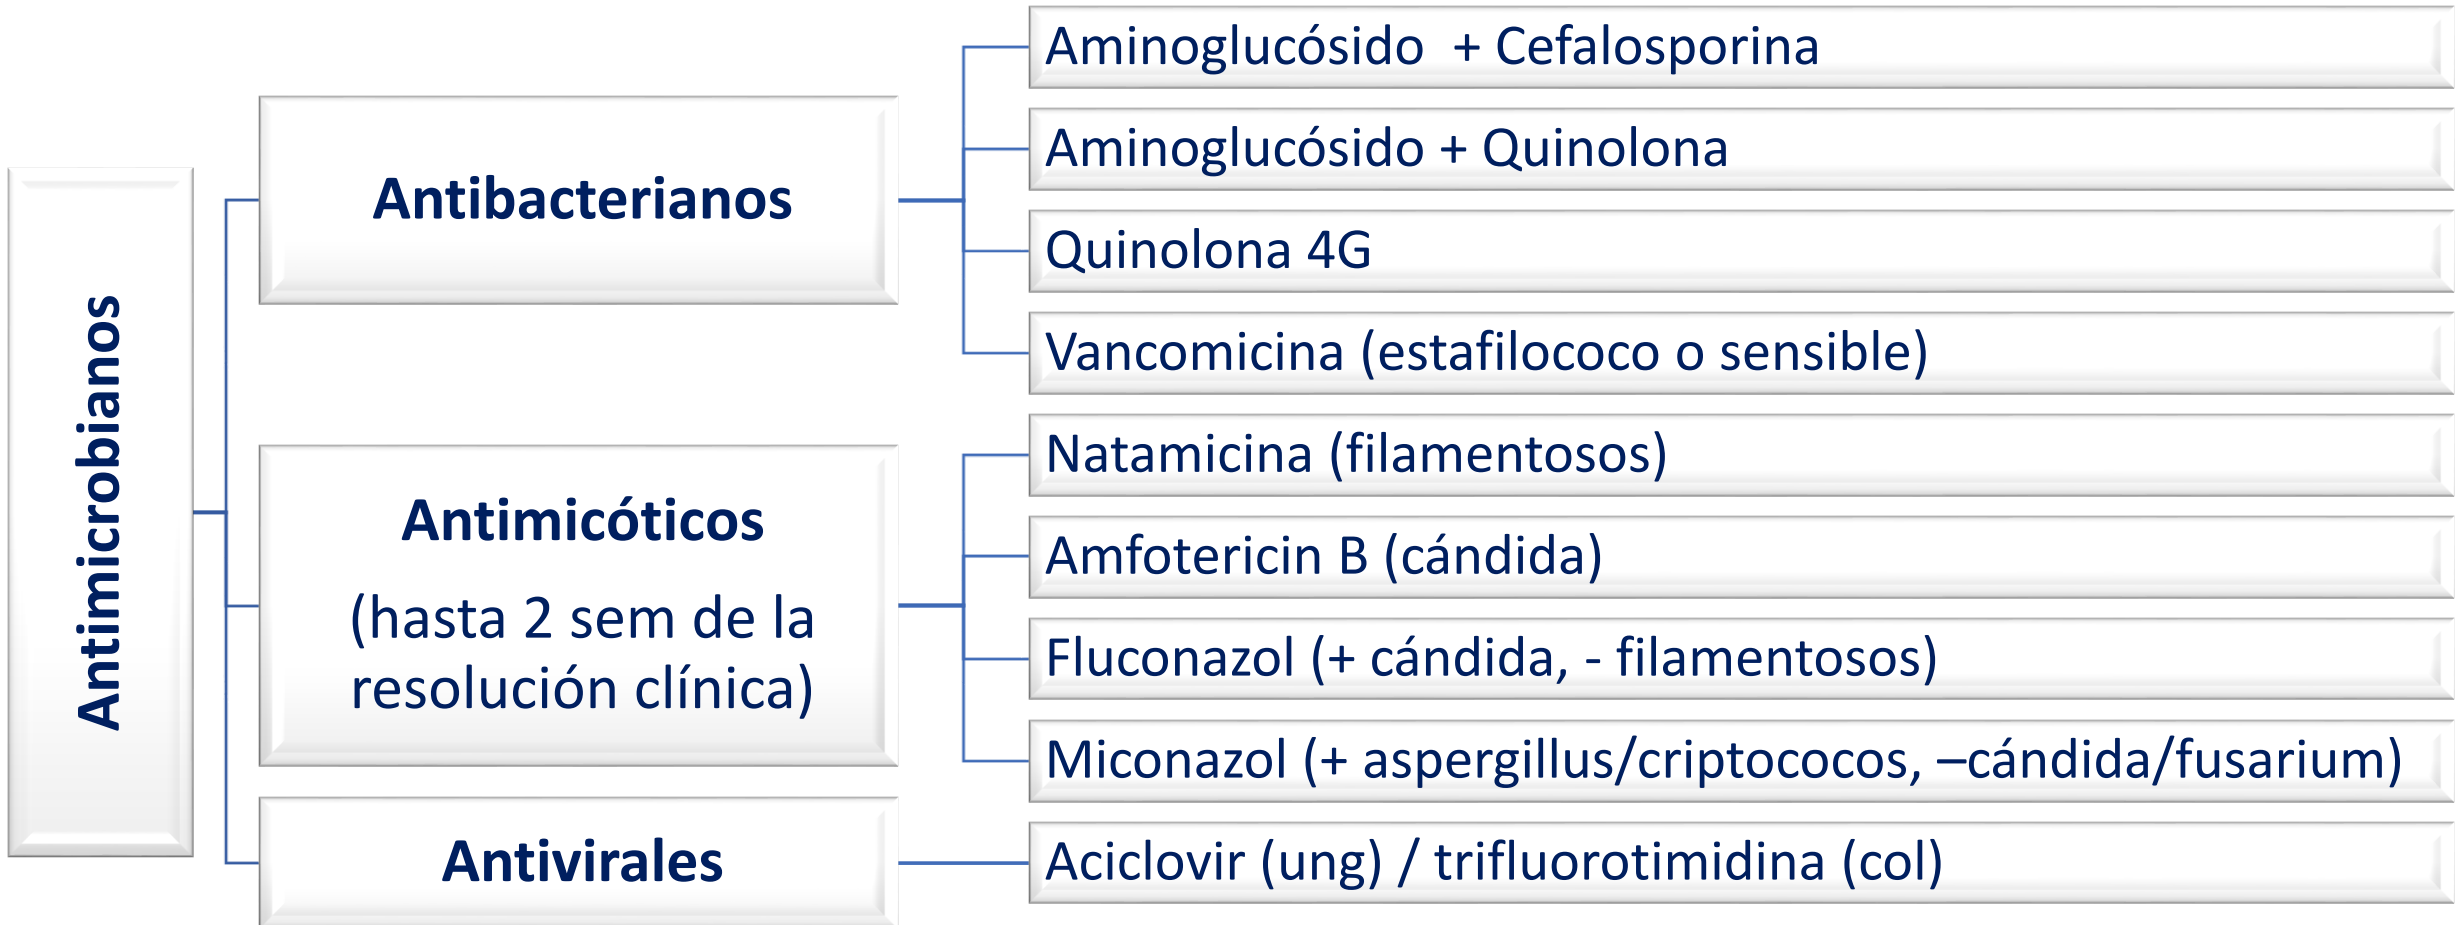 Antimicrobianos
Antibacterianos
Aminoglucósido + Cefalosporina
Aminoglucósido + Quinolona
Quinolona 4G
Vancomicina (estafilococo o sensible)
Antimicóticos
(hasta 2 sem de la
resolución clínica)
Natamicina (filamentosos)
Amfotericin B (cándida)
Fluconazol (+ cándida, - filamentosos)
Miconazol (+ aspergillus/criptococos, –cándida/fusarium)
Antivirales
Aciclovir (ung) / trifluorotimidina (col)